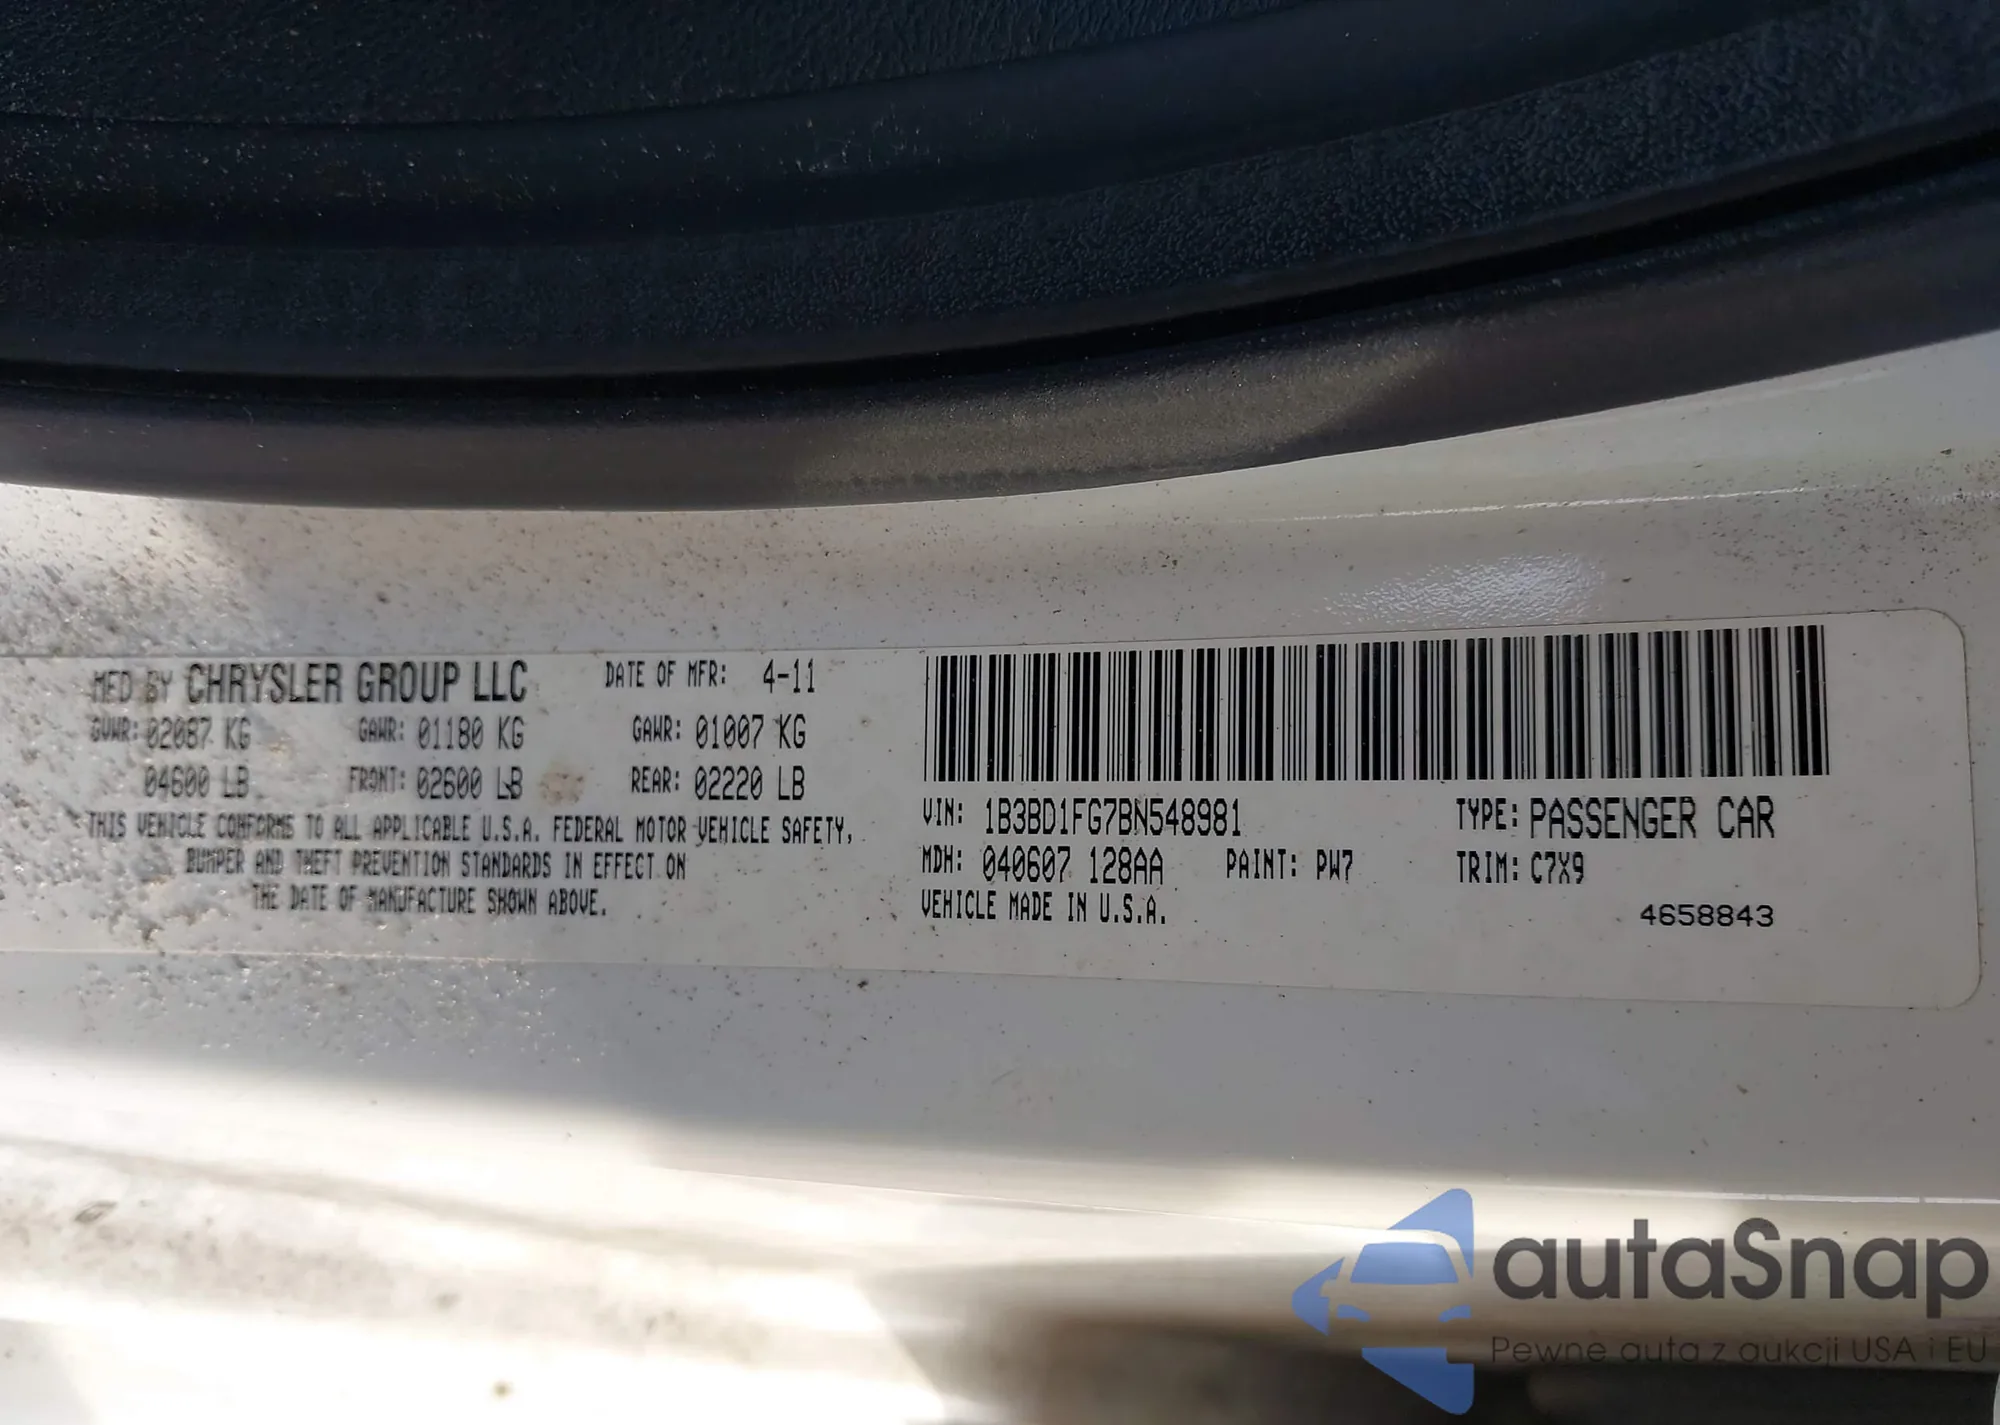 MFD BY CHRYSLER GROUP LLC DATE OF MFR: 4-11
GVWR: 02087 KG GAWR: 01180 KG GAWR: 01007 KG
04600 LB FRONT: 02600 LB REAR: 02220 LB
THIS VEHICLE CONFORMS TO ALL APPLICABLE U.S.A. FEDERAL MOTOR VEHICLE SAFETY,
BUMPER AND THEFT PREVENTION STANDARDS IN EFFECT ON
THE DATE OF MANUFACTURE SHOWN ABOVE.
VIN: 1B3BD1FG7BN548981 TYPE: PASSENGER CAR
MDH: 040607 128AA PAINT: PW7 TRIM: C7X9
VEHICLE MADE IN U.S.A.
4658843
autaSnap
Pewne auta z aukcji USA i EU